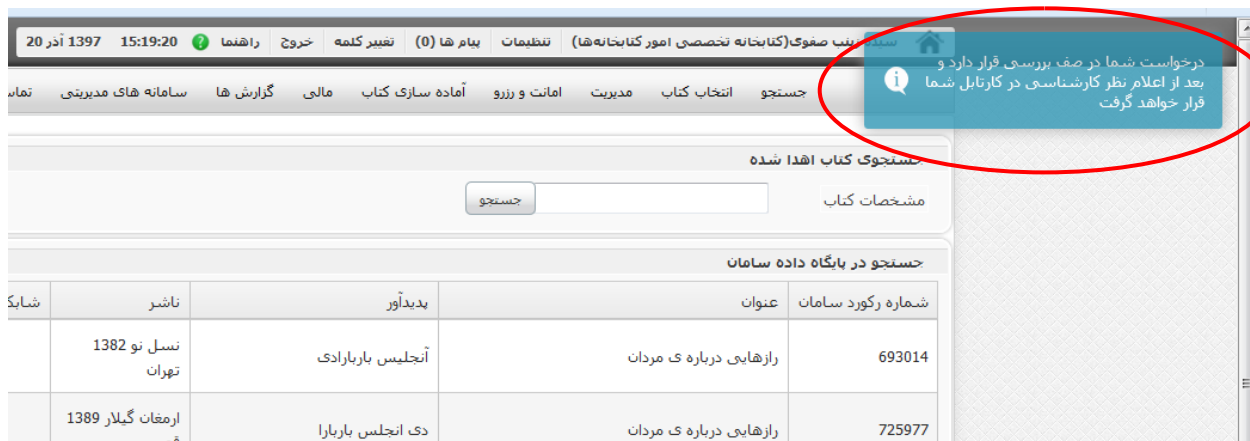 سیده زینب صفوی(کتابخانه تخصصی امور کتابخانه‌ها) تنظیمات پیام ها (0) تغییر کلمه خروج راهنما ? 15:19:20 1397 آذر 20
درخواست شما در صف بررسی قرار دارد و
بعد از اعلام نظر کارشناسی در کارتابل شما
قرار خواهد گرفت
جستجو انتخاب کتاب مدیریت امانت و رزرو آماده سازی کتاب مالی گزارش ها سامانه های مدیریتی
جستجوی کتاب اهدا شده
مشخصات کتاب جستجو
جستجو در پایگاه داده سامان
شماره رکورد سامان عنوان پدیدآور ناشر
693014 رازهایی درباره ی مردان آنجلیس باربارادی نسل نو 1382
تهران
725977 رازهایی درباره ی مردان دی انجلس باربارا ارمغان گیلار 1389